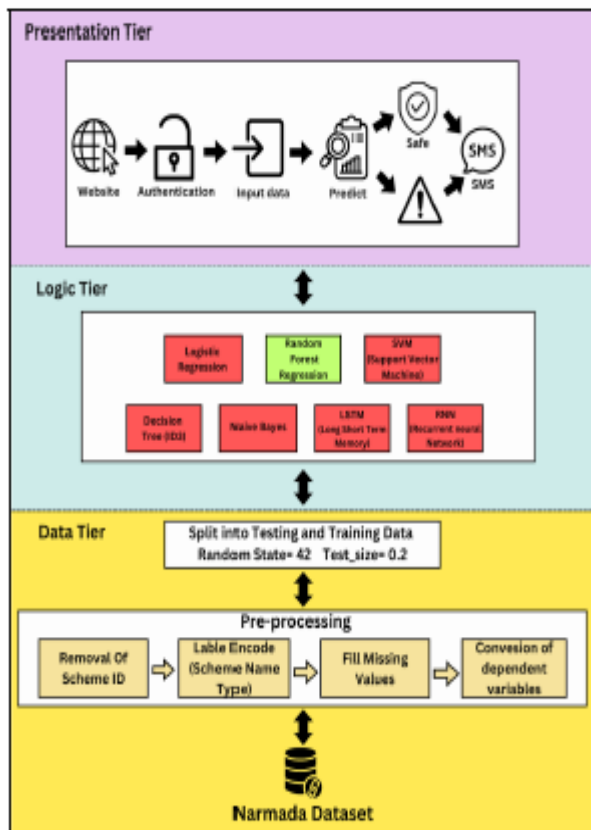 Presentation Tier
Safe
SMS
Website
Authentication
Input data
Predict
SMS
Logic Tier
Logistic
Regression
Random
Forest
Regression
SVM
(Support Vector
Machine)
Decision
Tree (ID3)
Niaive Bayes
LSTM
(Long Short Term
Memory)
RNN
(Recurrent neural
Network)
Data Tier
Split into Testing and Training Data
Random State= 42 Test_size= 0.2
Pre-processing
Removal Of
Scheme ID
Lable Encode
(Scheme Name
Type)
Fill Missing
Values
Convesion of
dependent
variables
Narmada Dataset